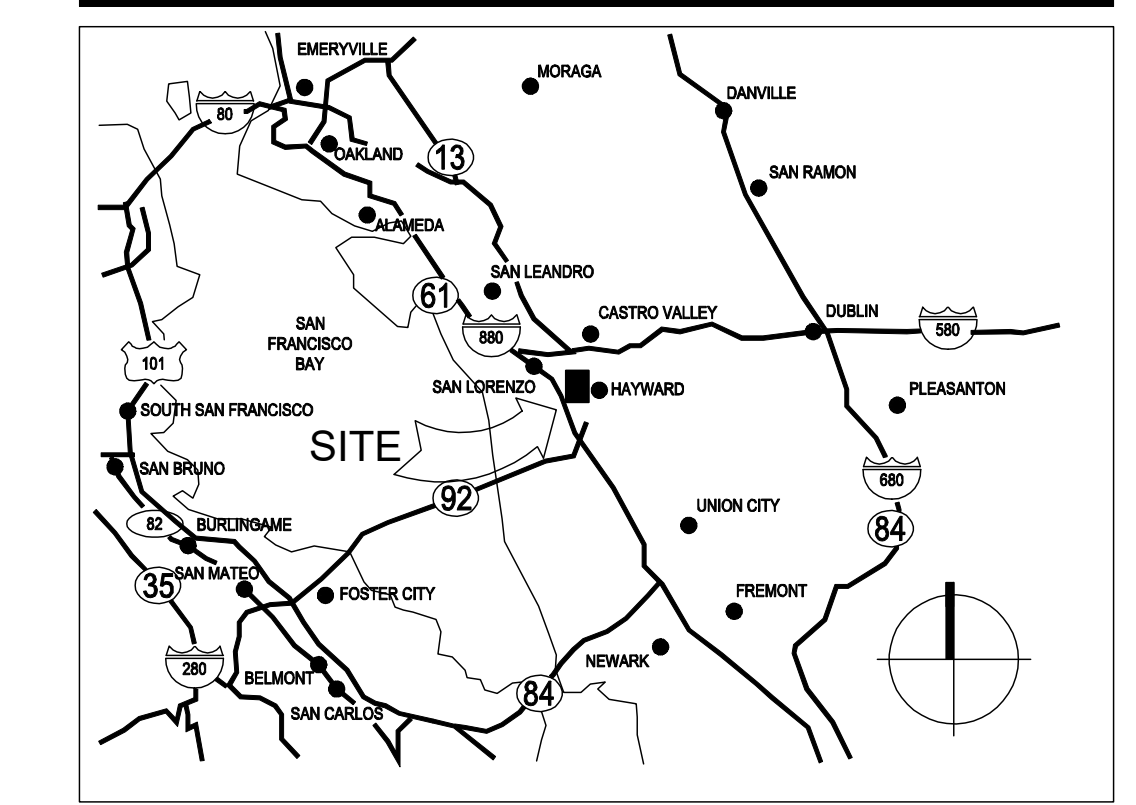 EMERYVILLE
MORAGA
DANVILLE
80
OAKLAND
13
SAN RAMON
ALAMEDA
SAN LEANDRO
61
CASTRO VALLEY
DUBLIN
SAN
FRANCISCO
BAY
880
580
101
SAN LORENZO
HAYWARD
PLEASANTON
SOUTH SAN FRANCISCO
SITE
SAN BRUNO
680
92
UNION CITY
82
BURLINGAME
84
SAN MATEO
35
FOSTER CITY
FREMONT
280
BELMONT
NEWARK
84
SAN CARLOS